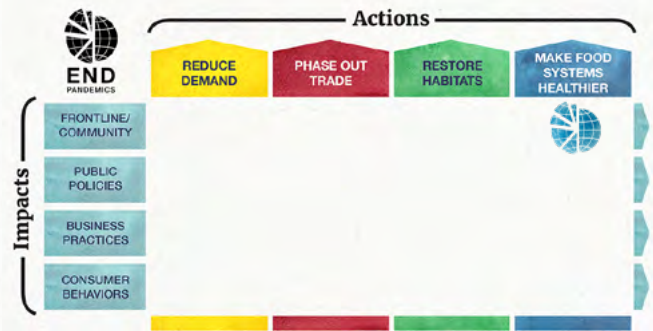 Actions
END
PANDEMICS
REDUCE
DEMAND
PHASE OUT
TRADE
RESTORE
HABITATS
MAKE FOOD
SYSTEMS
HEALTHIER
Impacts
FRONTLINE/
COMMUNITY
PUBLIC
POLICIES
BUSINESS
PRACTICES
CONSUMER
BEHAVIORS